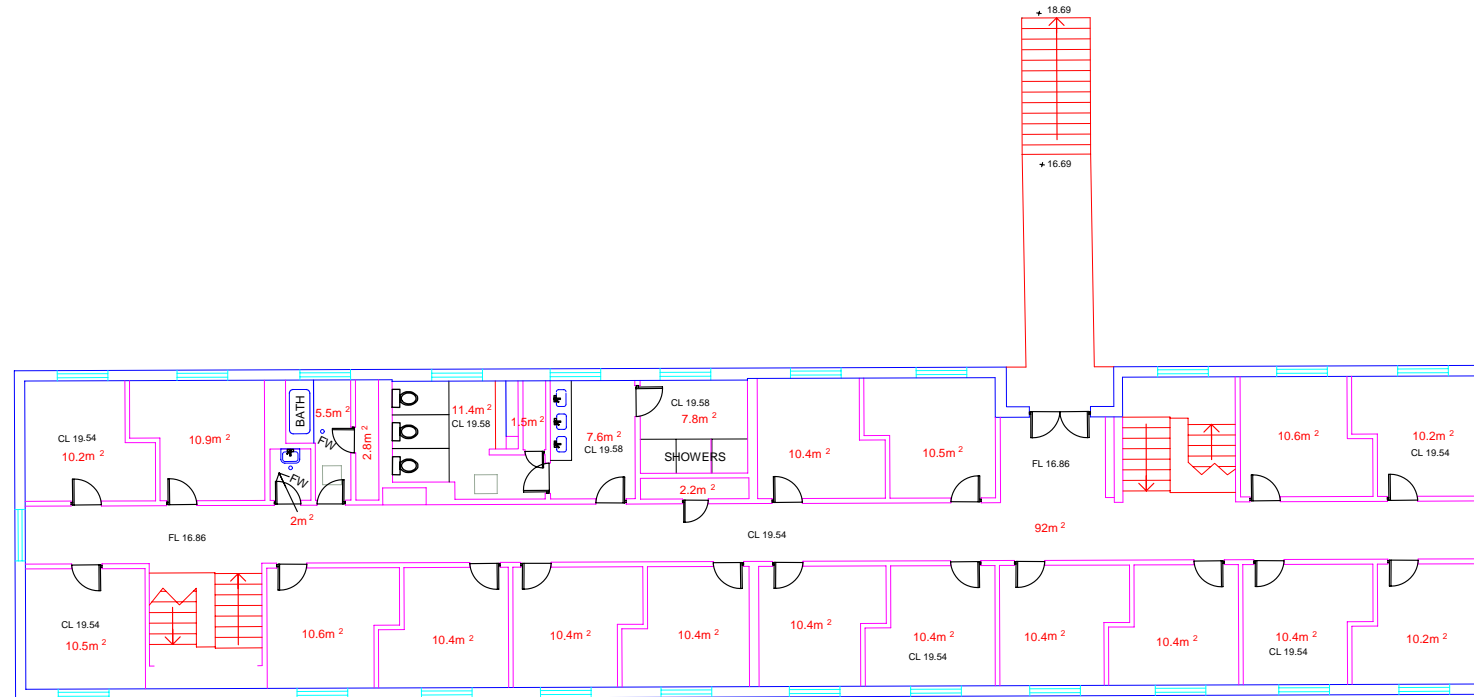 + 18.69
+ 16.69
BATH
5.5m 2
FW
11.4m 2
CL 19.58
1.5m 2
7.6m 2
CL 19.58
CL 19.58
7.8m 2
SHOWERS
CL 19.54
10.2m 2
10.9m 2
2.8m 2
FW
2m 2
2.2m 2
10.4m 2
10.5m 2
FL 16.86
10.6m 2
10.2m 2
CL 19.54
FL 16.86
CL 19.54
92m 2
CL 19.54
10.5m 2
10.6m 2
10.4m 2
10.4m 2
10.4m 2
10.4m 2
10.4m 2
CL 19.54
10.4m 2
10.4m 2
10.4m 2
CL 19.54
10.2m 2